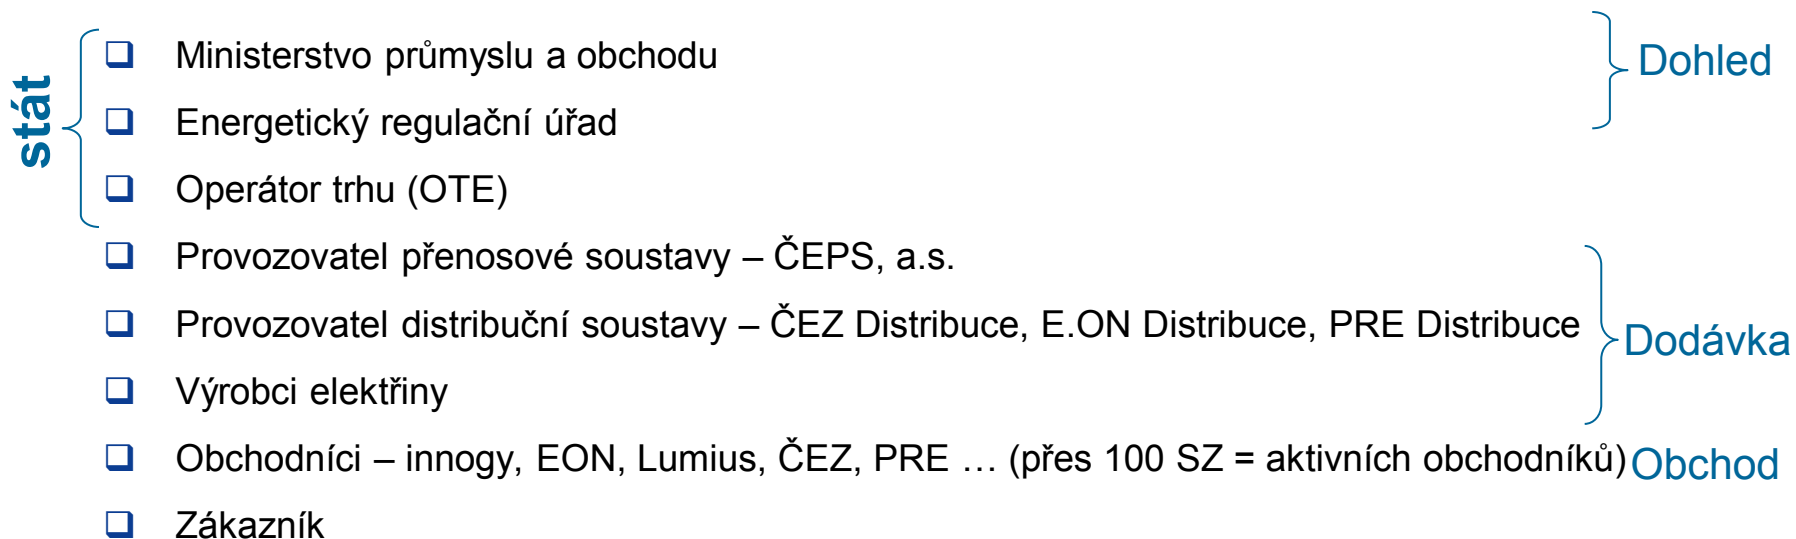 stát
Ministerstvo průmyslu a obchodu
Energetický regulační úřad
Dohled
Operátor trhu (OTE)
Provozovatel přenosové soustavy – ČEPS, a.s.
Provozovatel distribuční soustavy – ČEZ Distribuce, E.ON Distribuce, PRE Distribuce
Výrobci elektřiny
Dodávka
Obchodníci – innogy, EON, Lumius, ČEZ, PRE … (přes 100 SZ = aktivních obchodníků) Obchod
Zákazník